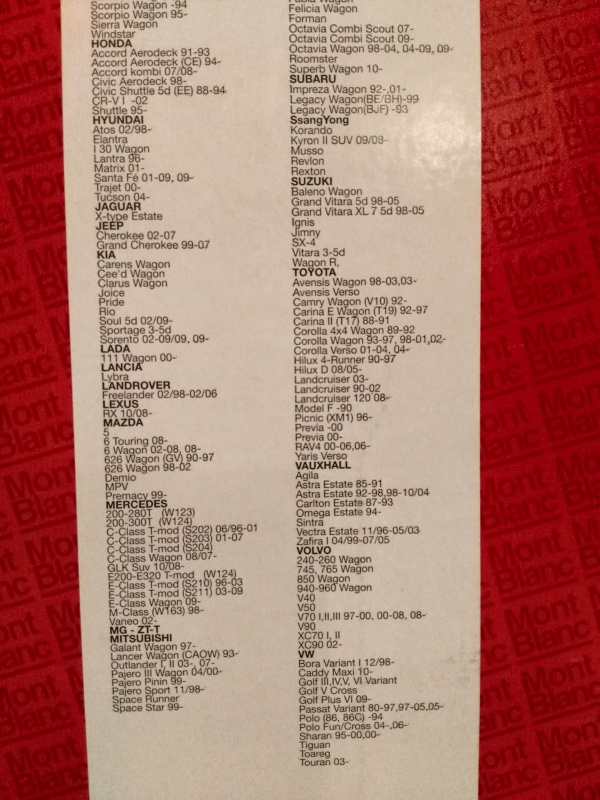 Scorpio Wagon -94
Scorpio Wagon 95-
Sierra Wagon
Windstar
HONDA
Accord Aerodeck 91-93
Accord Aerodeck (CE) 94-
Accord kombi 07/08-
Civic Aerodeck 98-
Civic Shuttle 5d (EE) 88-94
CR-V I -02
Shuttle 95-
HYUNDAI
Atos 02/98-
Elantra
I 30 Wagon
Lantra 96-
Matrix 01-
Santa Fé 01-09, 09-
Trajet 00-
Tucson 04-
JAGUAR
X-type Estate
JEEP
Cherokee 02-07
Grand Cherokee 99-07
KIA
Carens Wagon
Cee'd Wagon
Clarus Wagon
Joice
Pride
Rio
Soul 5d 02/09-
Sportage 3-5d
Sorento 02-09/09, 09-
LADA
111 Wagon 00-
LANCIA
Lybra
LANDROVER
Freelander 02/98-02/06
LEXUS
RX 10/08-
MAZDA
5
6 Touring 08-
6 Wagon 02-08, 08-
626 Wagon (GV) 90-97
626 Wagon 98-02
Demio
MPV
Premacy 99-
MERCEDES
200-280T (W123)
200-300T (W124)
C-Class T-mod (S202) 06/96-01
C-Class T-mod (S203) 01-07
C-Class T-mod (S204)
C-Class Wagon 08/07-
GLK Suv 10/08-
E200-E320 T-mod (W124)
E-Class T-mod (S210) 96-03
E-Class T-mod (S211) 03-09
E-Class Wagon 09-
M-Class (W163) 98-
Vaneo 02-
MG - ZT-T
MITSUBISHI
Galant Wagon 97-
Lancer Wagon (CAOW) 93-
Outlander I, II 03-, 07-
Pajero III Wagon 04/00-
Pajero Pinin 99-
Pajero Sport 11/98-
Space Runner
Space Star 99-
Fabia Wagon
Felicia Wagon
Forman
Octavia Combi Scout 07-
Octavia Combi Scout 09-
Octavia Wagon 98-04, 04-09, 09-
Roomster
Superb Wagon 10-
SUBARU
Impreza Wagon 92-,01-
Legacy Wagon(BE/BH)-99
Legacy Wagon(BJF) -93
SsangYong
Korando
Kyron II SUV 09/08-
Musso
Revlon
Rexton
SUZUKI
Baleno Wagon
Grand Vitara 5d 98-05
Grand Vitara XL 7 5d 98-05
Ignis
Jimny
SX-4
Vitara 3-5d
Wagon R,
TOYOTA
Avensis Wagon 98-03,03-
Avensis Verso
Camry Wagon (V10) 92-
Carina E Wagon (T19) 92-97
Carina II (T17) 88-91
Corolla 4x4 Wagon 89-92
Corolla Wagon 93-97, 98-01,02-
Corolla Verso 01-04, 04-
Hilux 4-Runner 90-97
Hilux D 08/05-
Landcruiser 03-
Landcruiser 90-02
Landcruiser 120 08-
Model F -90
Picnic (XM1) 96-
Previa -00
Previa 00-
RAV4 00-06,06-
Yaris Verso
VAUXHALL
Agila
Astra Estate 85-91
Astra Estate 92-98,98-10/04
Carlton Estate 87-93
Omega Estate 94-
Sintra
Vectra Estate 11/96-05/03
Zafira I 04/99-07/05
VOLVO
240-260 Wagon
745, 765 Wagon
850 Wagon
940-960 Wagon
V40
V50
V70 I,II,III 97-00, 00-08, 08-
V90
XC70 I, II
XC90 02-
VW
Bora Variant I 12/98-
Caddy Maxi 10-
Golf III,IV,V, VI Variant
Golf V Cross
Golf Plus VI 09-
Passat Variant 80-97,97-05,05-
Polo (86, 86C) -94
Polo Fun/Cross 04-,06-
Sharan 95-00,00-
Tiguan
Toareg
Touran 03-
Mont
Blanc